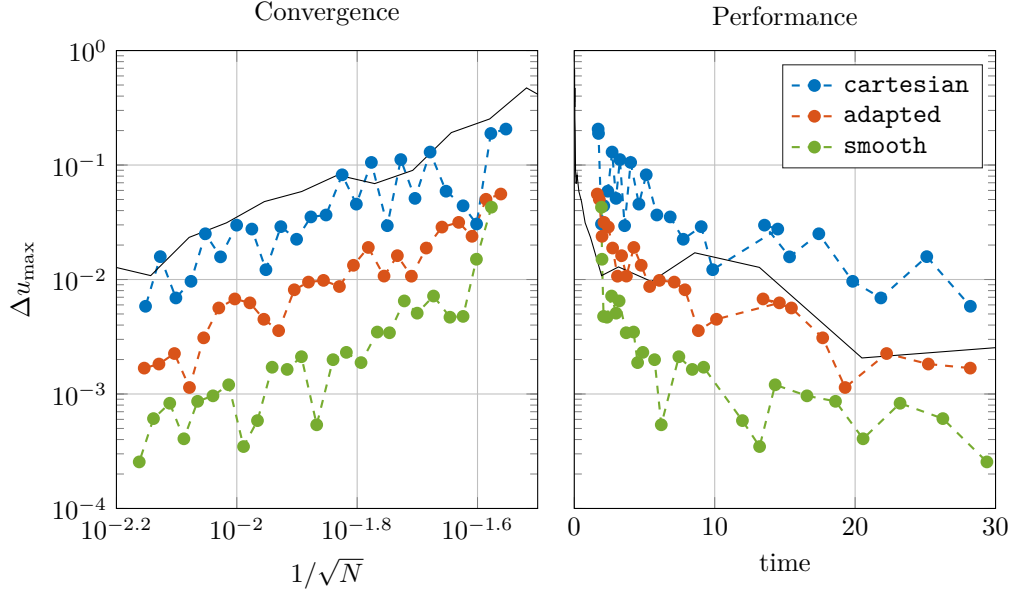 Convergence
Performance
10^0
10^-1
10^-2
10^-3
10^-4
Δu_max
10^-2.2
10^-2
10^-1.8
10^-1.6
1/√N
cartesian
adapted
smooth
0
10
20
30
time